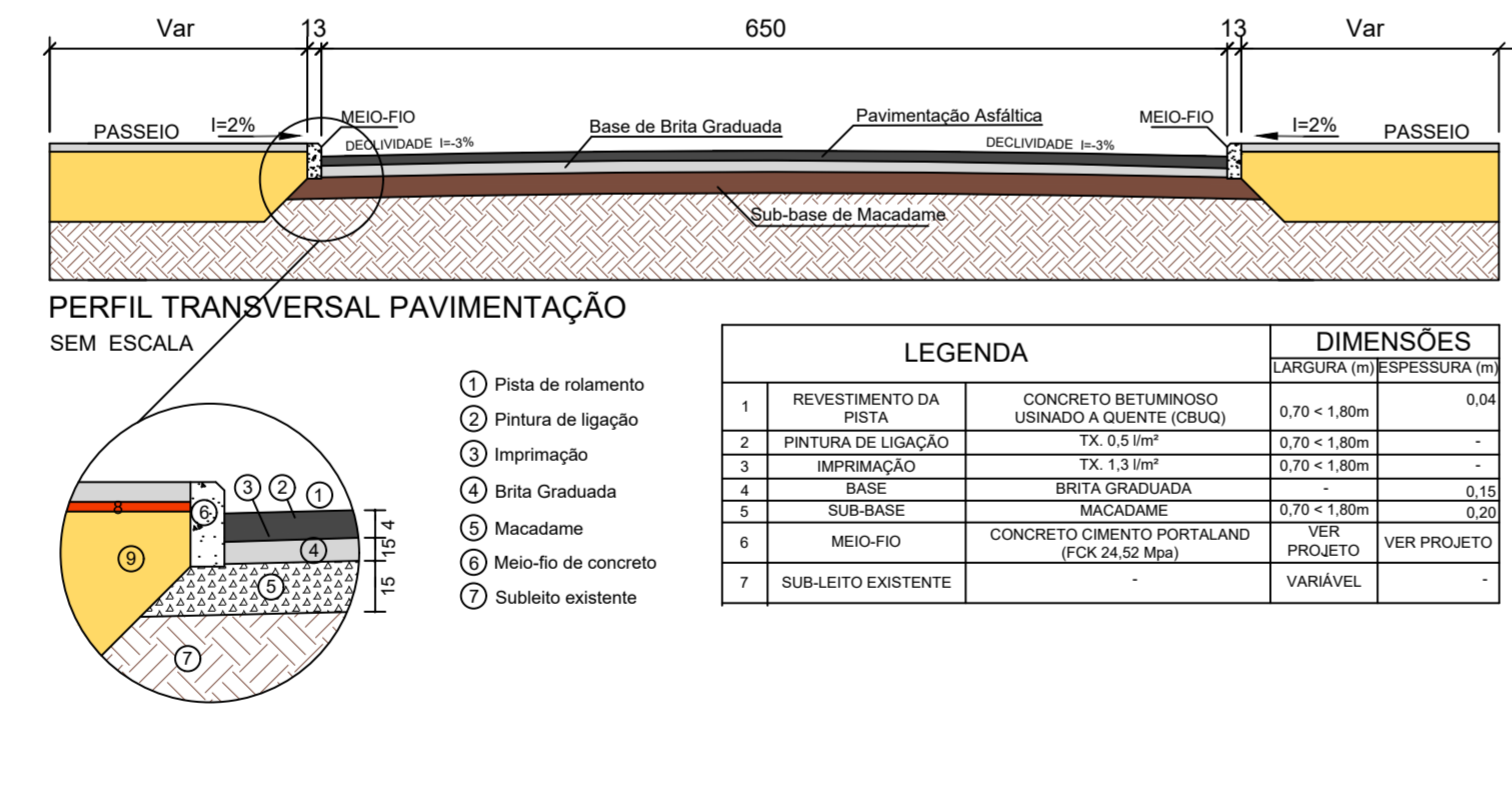 Var 13 650 13 Var
PASSEIO I=2% MEIO-FIO Base de Brita Graduada Pavimentação Asfáltica MEIO-FIO I=2% PASSEIO
DECLIVIDADE I=-3% DECLIVIDADE I=-3%
Sub-base de Macadame
PERFIL TRANSVERSAL PAVIMENTAÇÃO
SEM ESCALA
3 2 1
8 6
4
9
5
7
4
15
15
1 Pista de rolamento
2 Pintura de ligação
3 Imprimação
4 Brita Graduada
5 Macadame
6 Meio-fio de concreto
7 Subleito existente
LEGENDA DIMENSÕES
LARGURA (m) ESPESSURA (m)
1 REVESTIMENTO DA PISTA CONCRETO BETUMINOSO USINADO A QUENTE (CBUQ) 0,70 < 1,80m 0,04
2 PINTURA DE LIGAÇÃO TX. 0,5 l/m² 0,70 < 1,80m -
3 IMPRIMAÇÃO TX. 1,3 l/m² 0,70 < 1,80m -
4 BASE BRITA GRADUADA - 0,15
5 SUB-BASE MACADAME 0,70 < 1,80m 0,20
6 MEIO-FIO CONCRETO CIMENTO PORTALAND (FCK 24,52 Mpa) VER PROJETO VER PROJETO
7 SUB-LEITO EXISTENTE - VARIÁVEL -